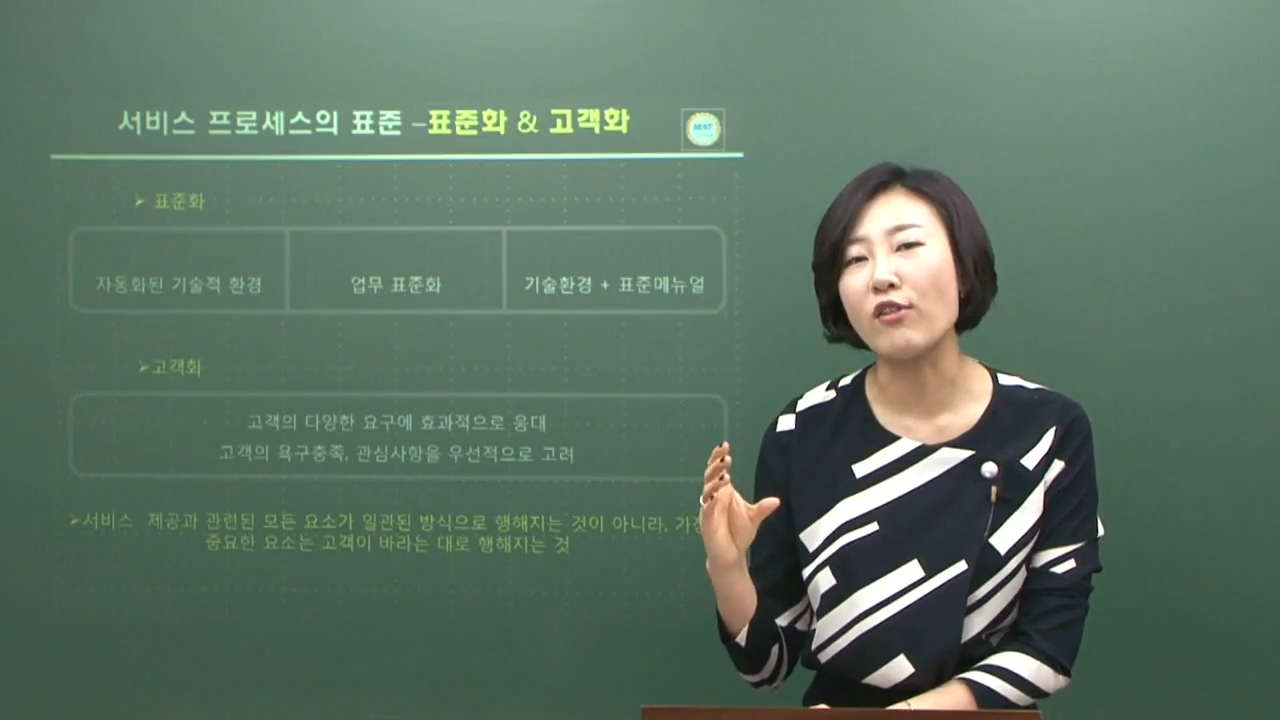 서비스 프로세스의 표준 –표준화 & 고객화
MAT
➢ 표준화
자동화된 기술적 환경
업무 표준화
기술환경 + 표준메뉴얼
➢고객화
고객의 다양한 요구에 효과적으로 응대
고객의 욕구충족, 관심사항을 우선적으로 고려
➢서비스 제공과 관련된 모든 요소가 일관된 방식으로 행해지는 것이 아니라,
중요한 요소는 고객이 바라는 대로 행해지는 것